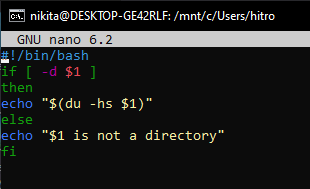 nikita@DESKTOP-GE42RLF: /mnt/c/Users/hitro
GNU nano 6.2
#!/bin/bash
if [ -d $1 ]
then
echo "$(du -hs $1)"
else
echo "$1 is not a directory"
fi